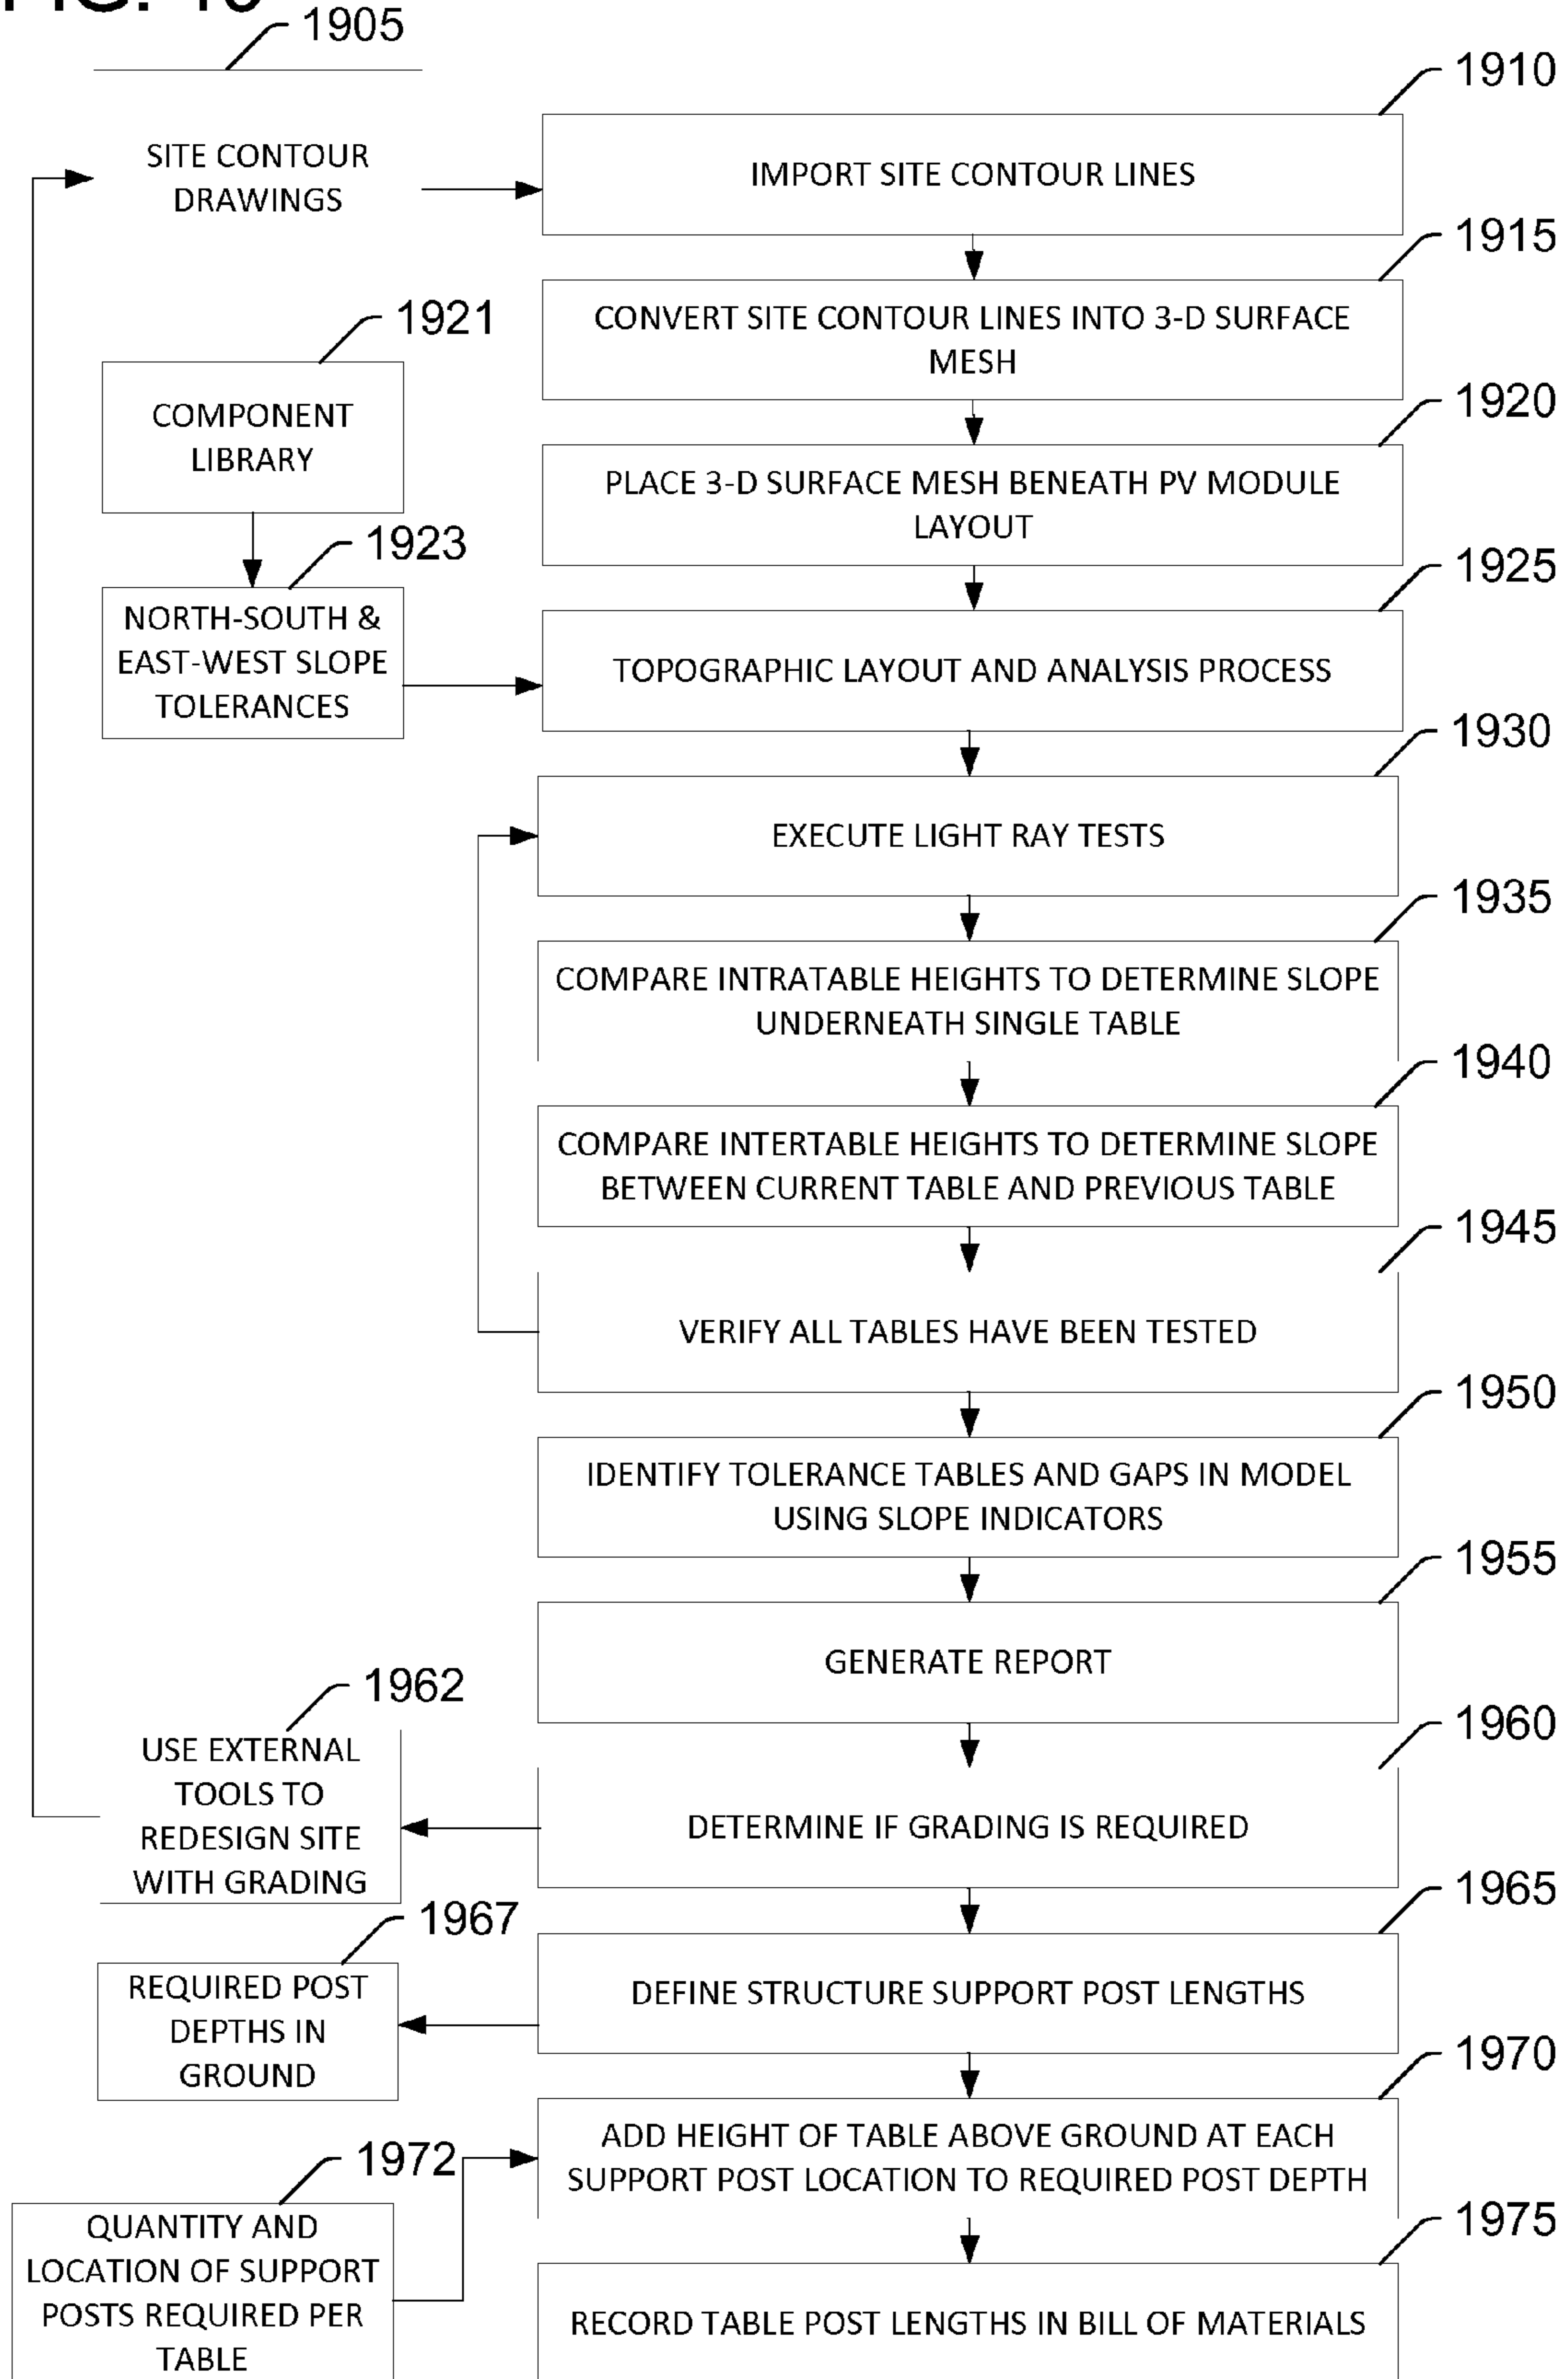 1905
1910
SITE CONTOUR
DRAWINGS
IMPORT SITE CONTOUR LINES
1915
CONVERT SITE CONTOUR LINES INTO 3-D SURFACE
MESH
1921
COMPONENT
LIBRARY
1920
PLACE 3-D SURFACE MESH BENEATH PV MODULE
LAYOUT
1923
NORTH-SOUTH &
EAST-WEST SLOPE
TOLERANCES
1925
TOPOGRAPHIC LAYOUT AND ANALYSIS PROCESS
1930
EXECUTE LIGHT RAY TESTS
1935
COMPARE INTRATABLE HEIGHTS TO DETERMINE SLOPE
UNDERNEATH SINGLE TABLE
1940
COMPARE INTERTABLE HEIGHTS TO DETERMINE SLOPE
BETWEEN CURRENT TABLE AND PREVIOUS TABLE
1945
VERIFY ALL TABLES HAVE BEEN TESTED
1950
IDENTIFY TOLERANCE TABLES AND GAPS IN MODEL
USING SLOPE INDICATORS
1955
GENERATE REPORT
1962
USE EXTERNAL
TOOLS TO
REDESIGN SITE
WITH GRADING
1960
DETERMINE IF GRADING IS REQUIRED
1965
DEFINE STRUCTURE SUPPORT POST LENGTHS
1967
REQUIRED POST
DEPTHS IN
GROUND
1970
ADD HEIGHT OF TABLE ABOVE GROUND AT EACH
SUPPORT POST LOCATION TO REQUIRED POST DEPTH
1972
QUANTITY AND
LOCATION OF SUPPORT
POSTS REQUIRED PER
TABLE
1975
RECORD TABLE POST LENGTHS IN BILL OF MATERIALS